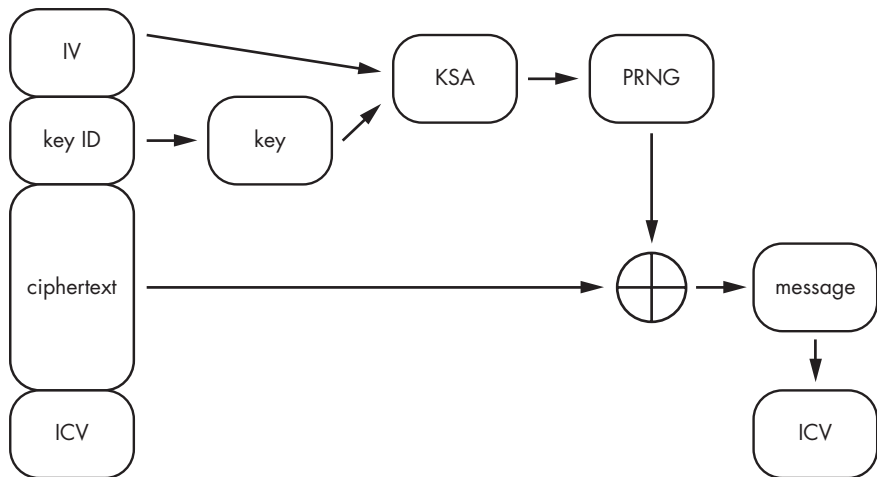 IV
KSA
PRNG
key ID
key
ciphertext
message
ICV
ICV